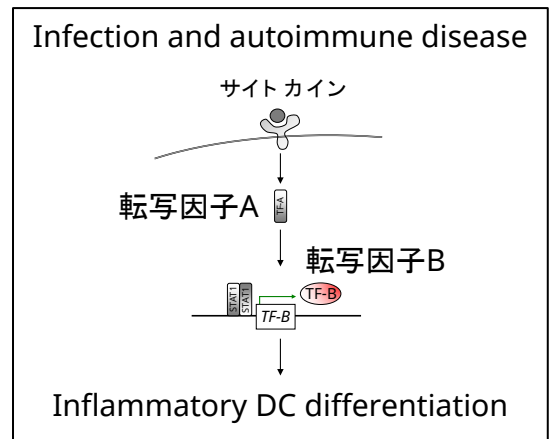 Infection and autoimmune disease
サイトカイン
転写因子A
TF-A
転写因子B
STAT1
STAT1
TF-B
TF-B
Inflammatory DC differentiation